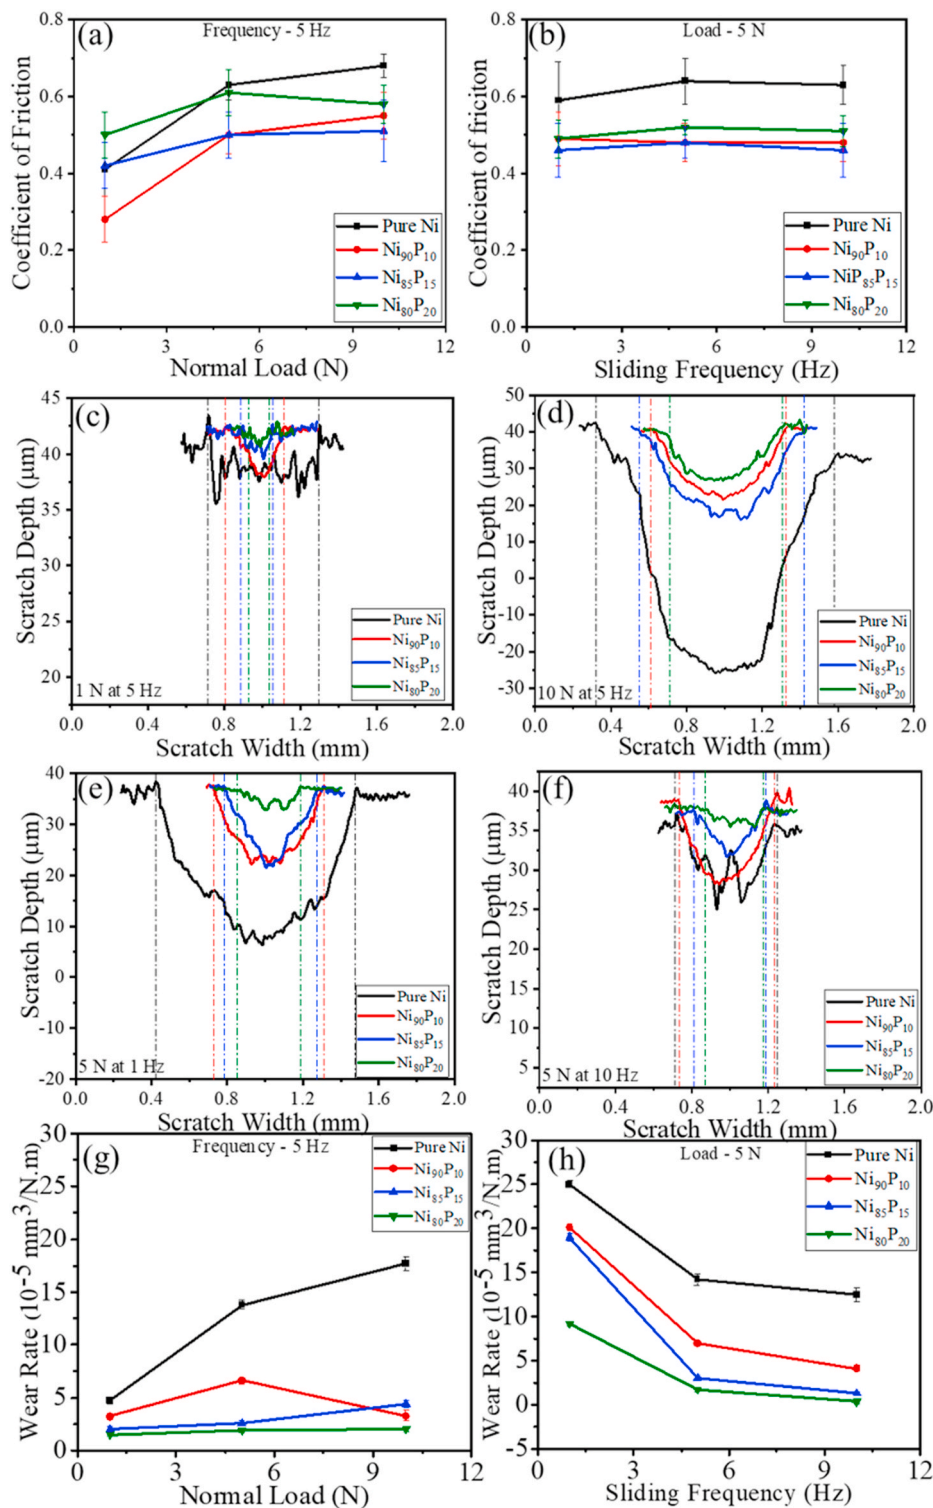 (a)
Frequency - 5 Hz
Coefficient of Friction
0.8
0.6
0.4
0.2
0.0
Pure Ni
Ni90P10
Ni85P15
Ni80P20
0 3 6 9 12
Normal Load (N)
(b)
Load - 5 N
Coefficient of friciton
0.8
0.6
0.4
0.2
0.0
Pure Ni
Ni90P10
NiP85P15
Ni80P20
0 3 6 9 12
Sliding Frequency (Hz)
(c)
Scratch Depth (µm)
45
40
35
30
25
20
Pure Ni
Ni90P10
Ni85P15
Ni80P20
1 N at 5 Hz
0.0 0.4 0.8 1.2 1.6 2.0
Scratch Width (mm)
(d)
Scratch Depth (µm)
50
40
30
20
10
0
-10
-20
-30
Pure Ni
Ni90P10
Ni85P15
Ni80P20
10 N at 5 Hz
0.0 0.4 0.8 1.2 1.6 2.0
Scratch Width (mm)
(e)
Scratch Depth (µm)
40
30
20
10
0
-10
-20
Pure Ni
Ni90P10
Ni85P15
Ni80P20
5 N at 1 Hz
0.0 0.4 0.8 1.2 1.6 2.0
Scratch Width (mm)
(f)
Scratch Depth (µm)
40
35
30
25
20
15
10
5
Pure Ni
Ni90P10
Ni85P15
Ni80P20
5 N at 10 Hz
0.0 0.4 0.8 1.2 1.6 2.0
Scratch Width (mm)
(g)
Frequency - 5 Hz
Wear Rate (10-5 mm3/N.m)
30
25
20
15
10
5
0
Pure Ni
Ni90P10
Ni85P15
Ni80P20
0 3 6 9 12
Normal Load (N)
(h)
Load - 5 N
Wear Rate (10-5 mm3/N.m)
30
25
20
15
10
5
0
-5
Pure Ni
Ni90P10
Ni85P15
Ni80P20
0 3 6 9 12
Sliding Frequency (Hz)